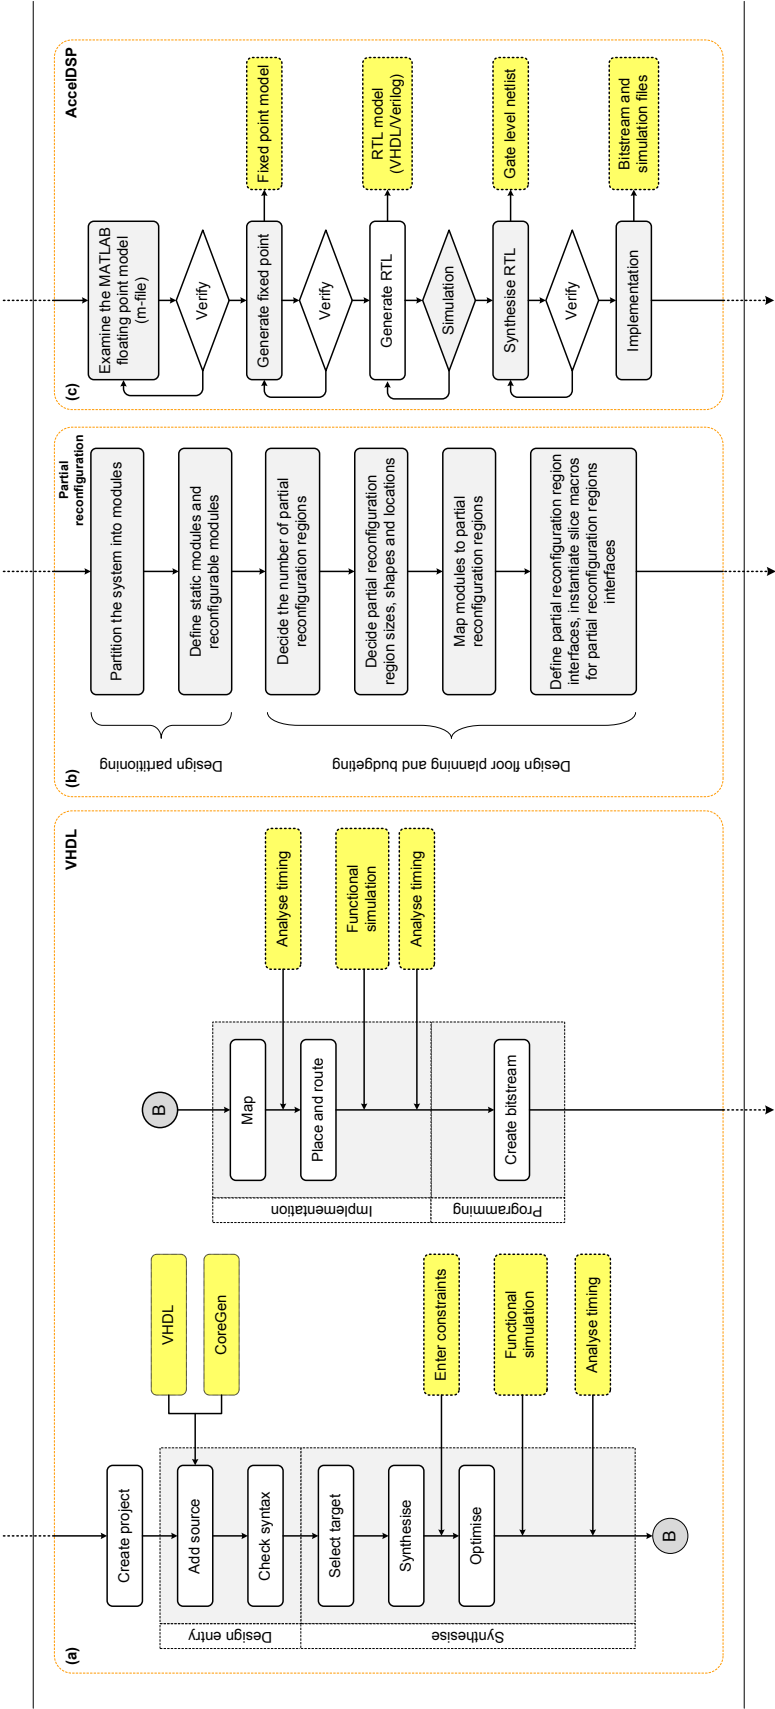 (a)
VHDL
Create project
Add source
Check syntax
Select target
Synthesise
Optimise
B
Design entry
Synthesise
VHDL
CoreGen
Enter constraints
Functional
simulation
Analyse timing
B
Map
Place and route
Create bitstream
Implementation
Programming
Analyse timing
Functional
simulation
Analyse timing
(b)
Partial
reconfiguration
Partition the system into modules
Define static modules and
reconfigurable modules
Decide the number of partial
reconfiguration regions
Decide partial reconfiguration
region sizes, shapes and locations
Map modules to partial
reconfiguration regions
Define partial reconfiguration region
interfaces, instantiate slice macros
for partial reconfiguration regions
interfaces
Design partitioning
Design floor planning and budgeting
(c)
AccelDSP
Examine the MATLAB
floating point model
(m-file)
Verify
Generate fixed point
Fixed point model
Verify
Generate RTL
RTL model
(VHDL/Verilog)
Simulation
Synthesise RTL
Gate level netlist
Verify
Implementation
Bitstream and
simulation files